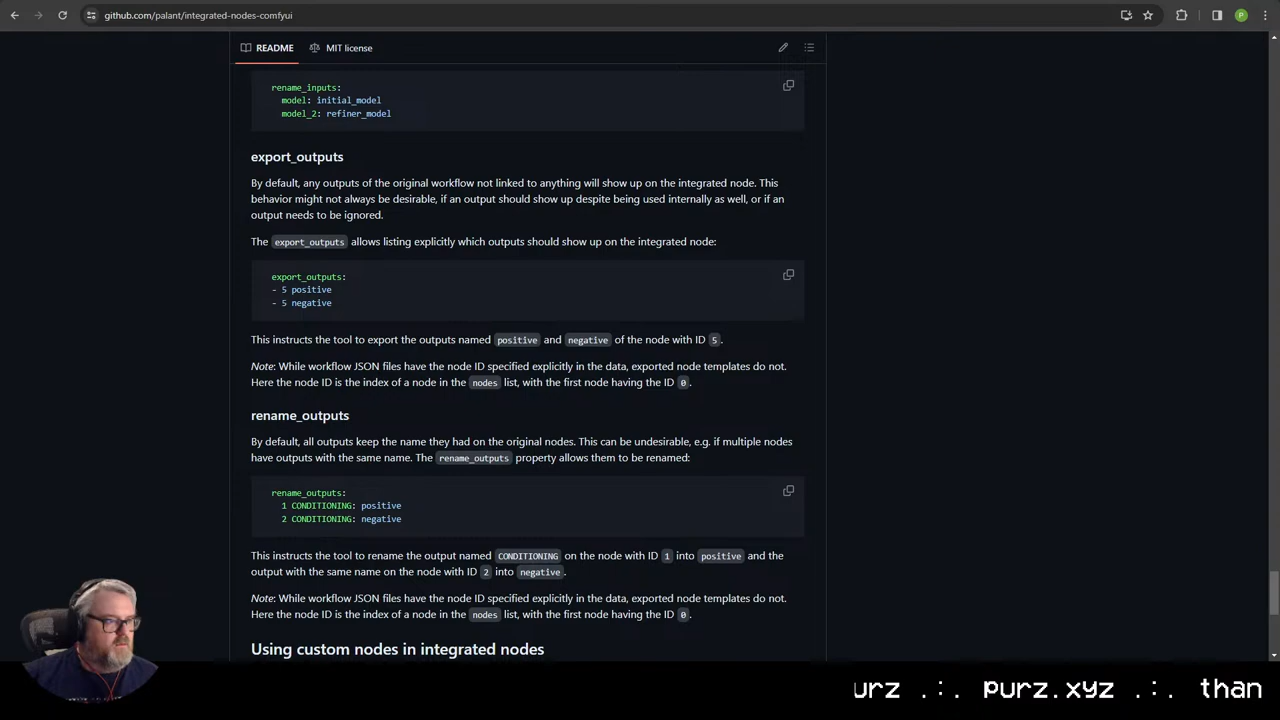 github.com/palant/integrated-nodes-comfyui
P
README
MIT license
rename_inputs:
model: initial_model
model_2: refiner_model
export_outputs
By default, any outputs of the original workflow not linked to anything will show up on the integrated node. This
behavior might not always be desirable, if an output should show up despite being used internally as well, or if an
output needs to be ignored.
The export_outputs allows listing explicitly which outputs should show up on the integrated node:
export_outputs:
- 5 positive
- 5 negative
This instructs the tool to export the outputs named positive and negative of the node with ID 5.
Note: While workflow JSON files have the node ID specified explicitly in the data, exported node templates do not.
Here the node ID is the index of a node in the nodes list, with the first node having the ID 0.
rename_outputs
By default, all outputs keep the name they had on the original nodes. This can be undesirable, e.g. if multiple nodes
have outputs with the same name. The rename_outputs property allows them to be renamed:
rename_outputs:
1 CONDITIONING: positive
2 CONDITIONING: negative
This instructs the tool to rename the output named CONDITIONING on the node with ID 1 into positive and the
output with the same name on the node with ID 2 into negative.
Note: While workflow JSON files have the node ID specified explicitly in the data, exported node templates do not.
Here the node ID is the index of a node in the nodes list, with the first node having the ID 0.
Using custom nodes in integrated nodes
urz .:. purz.xyz .:. than